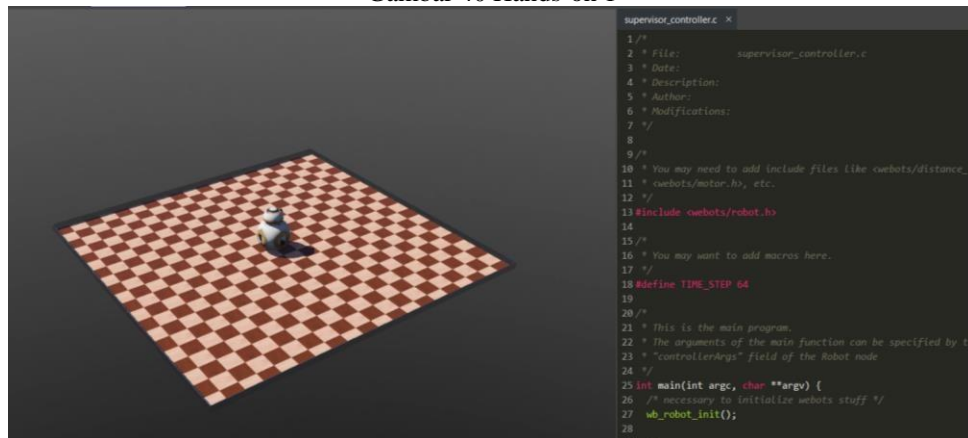 Gambar Hands-on
supervisor_controller.c ×
1 /*
2 * File: supervisor_controller.c
3 * Date:
4 * Description:
5 * Author:
6 * Modifications:
7 */
8
9 /*
10 * You may need to add include files like <webots/distance_
11 * <webots/motor.h>, etc.
12 */
13 #include <webots/robot.h>
14
15 /*
16 * You may want to add macros here.
17 */
18 #define TIME_STEP 64
19
20 /*
21 * This is the main program.
22 * The arguments of the main function can be specified by t
23 * "controllerArgs" field of the Robot node
24 */
25 int main(int argc, char **argv) {
26 /* necessary to initialize webots stuff */
27 wb_robot_init();
28